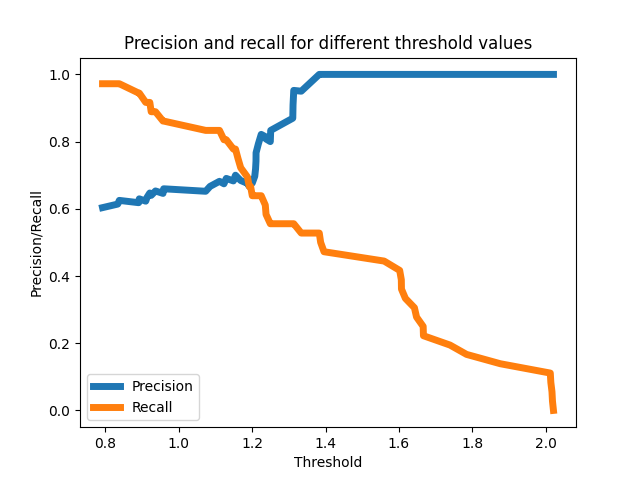 Precision and recall for different threshold values
Precision/Recall
1.0
0.8
0.6
0.4
0.2
0.0
Precision
Recall
0.8 1.0 1.2 1.4 1.6 1.8 2.0
Threshold